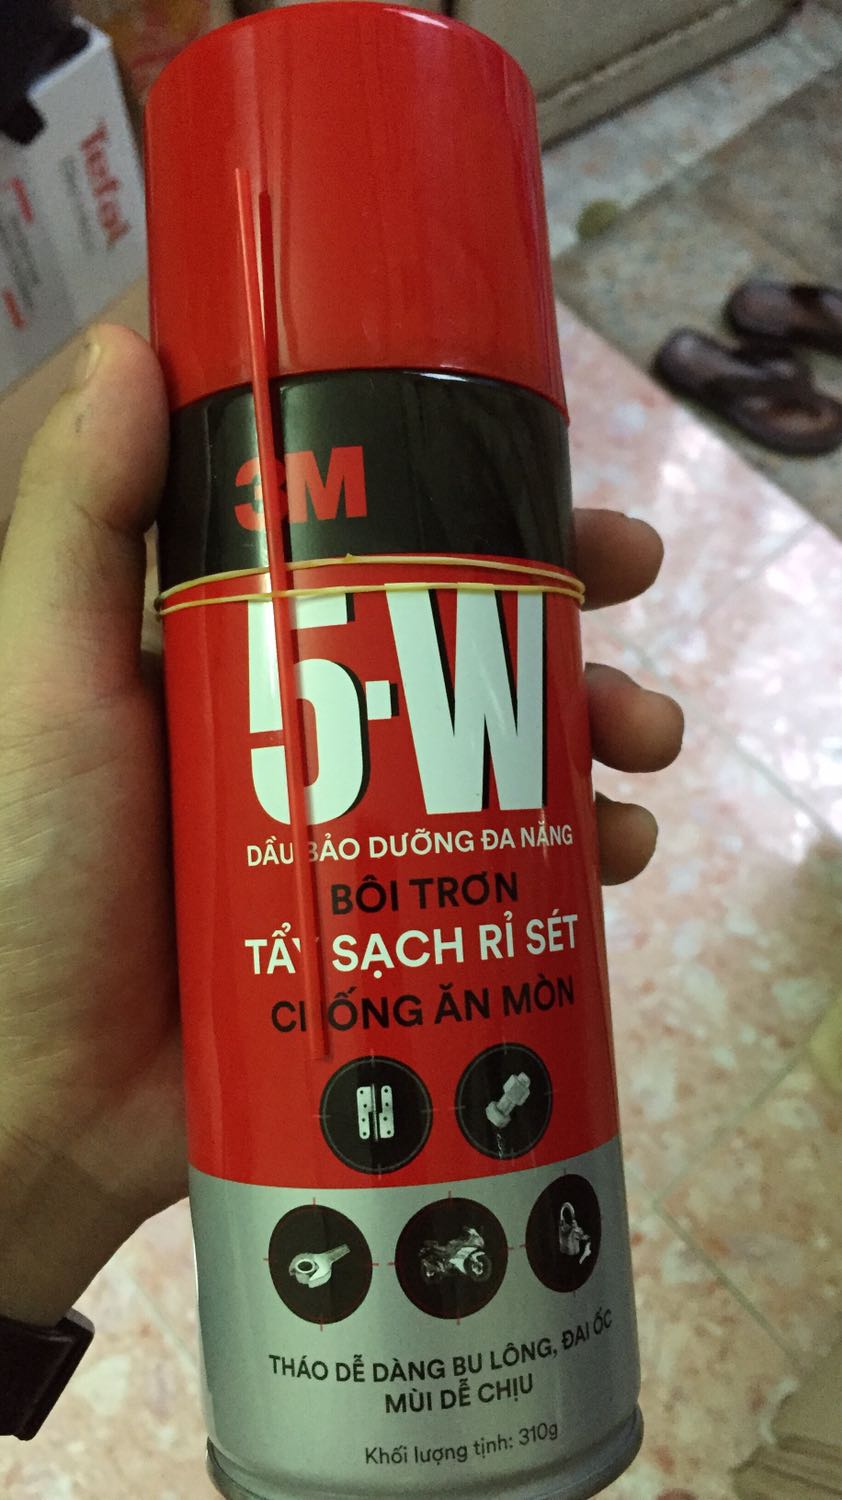 Tefal
3M
5-W
DẦU BẢO DƯỠNG ĐA NĂNG
BÔI TRƠN
TẨY SẠCH RỈ SÉT
CHỐNG ĂN MÒN
THÁO DỄ DÀNG BU LÔNG, ĐAI ỐC
MÙI DỄ CHỊU
Khối lượng tịnh: 310g